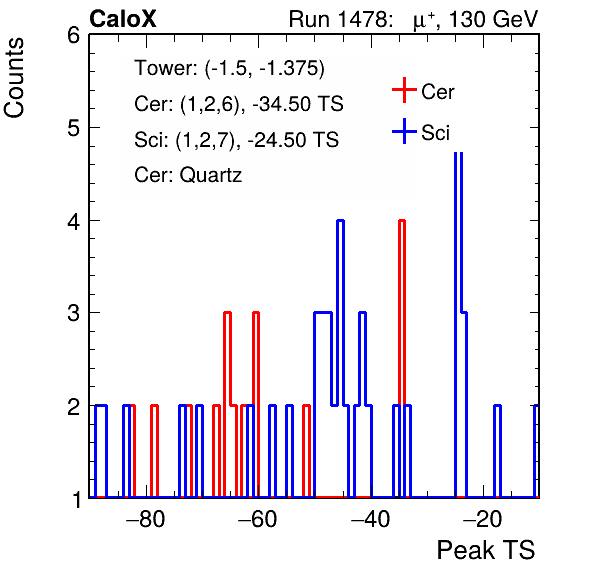 CaloX Run 1478: μ⁺, 130 GeV
Counts
6
5
4
3
2
1
Tower: (-1.5, -1.375)
Cer: (1,2,6), -34.50 TS
Sci: (1,2,7), -24.50 TS
Cer: Quartz
Cer
Sci
−80 −60 −40 −20
Peak TS